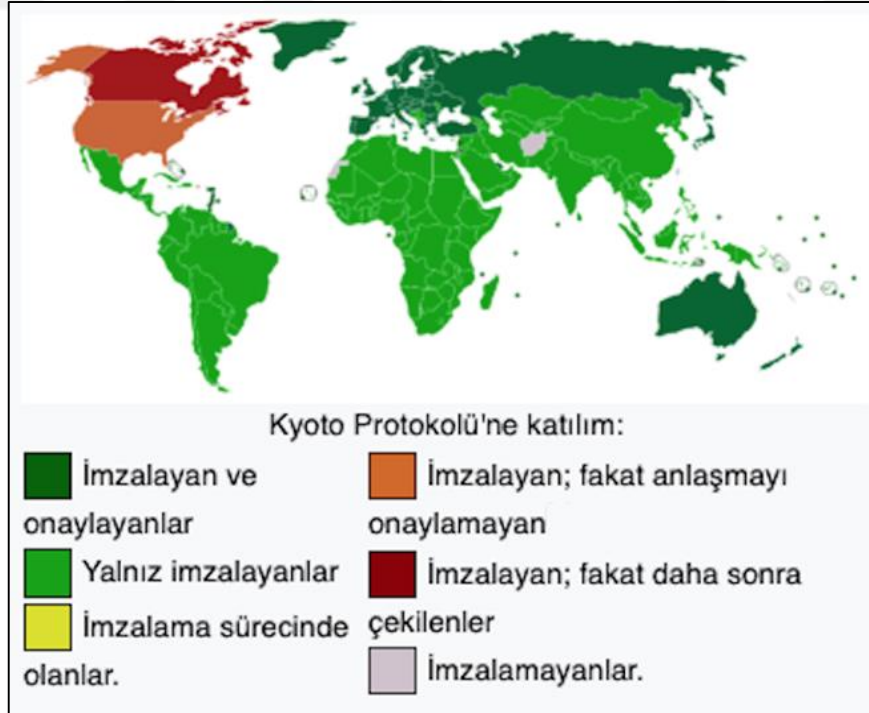 Kyoto Protokolü'ne katılım:
İmzalayan ve
onaylayanlar
Yalnız imzalayanlar
İmzalama sürecinde
olanlar.
İmzalayan; fakat anlaşmayı
onaylamayan
İmzalayan; fakat daha sonra
çekilenler
İmzalamayanlar.